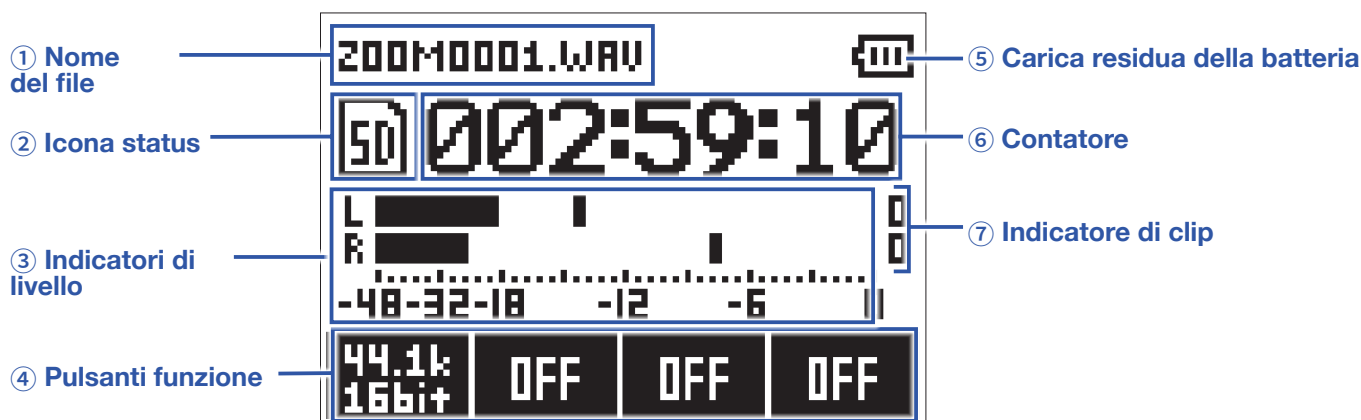 ① Nome
del file
ZOOM0001.WAV
⑤ Carica residua della batteria
② Icona status
SD
002:59:10
⑥ Contatore
③ Indicatori di
livello
L
R
-48-32-18 -12 -6 0
⑦ Indicatore di clip
④ Pulsanti funzione
44.1k
16bit
OFF OFF OFF